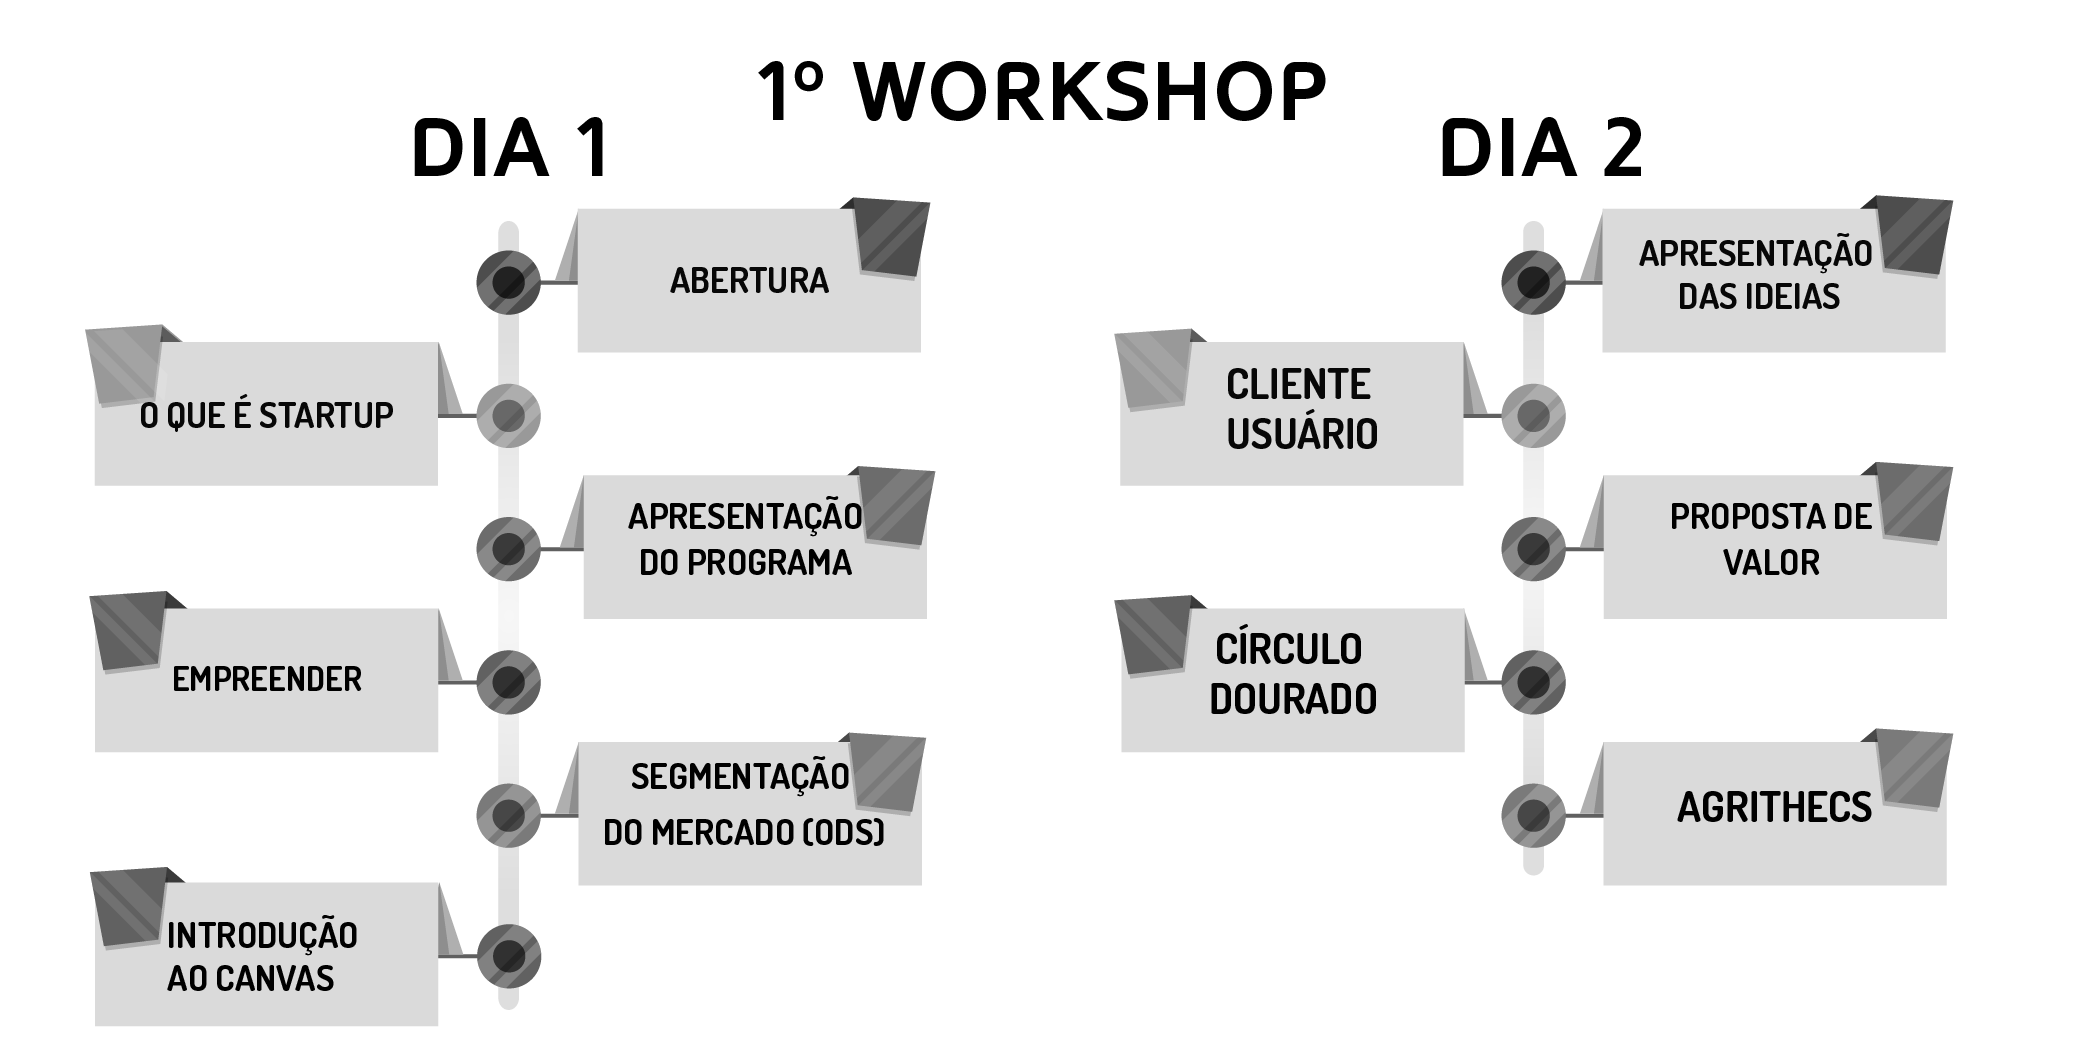 1º WORKSHOP
DIA 1
ABERTURA
O QUE É STARTUP
APRESENTAÇÃO
DO PROGRAMA
EMPREENDER
SEGMENTAÇÃO
DO MERCADO (ODS)
INTRODUÇÃO
AO CANVAS
DIA 2
APRESENTAÇÃO
DAS IDEIAS
CLIENTE
USUÁRIO
PROPOSTA DE
VALOR
CÍRCULO
DOURADO
AGRITHECS